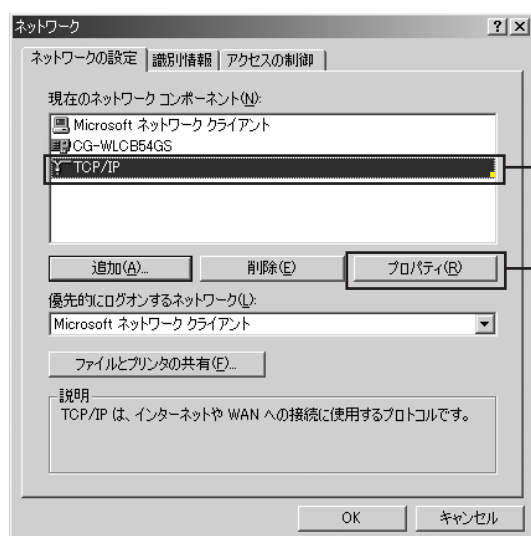 ネットワーク
ネットワークの設定 識別情報 アクセスの制御
現在のネットワーク コンポーネント(N):
Microsoft ネットワーク クライアント
CG-WLCB54GS
TCP/IP
追加(A)... 削除(E) プロパティ(R)
優先的にログオンするネットワーク(L):
Microsoft ネットワーク クライアント
ファイルとプリンタの共有(F)...
説明
TCP/IP は、インターネットや WAN への接続に使用するプロトコルです。
OK キャンセル